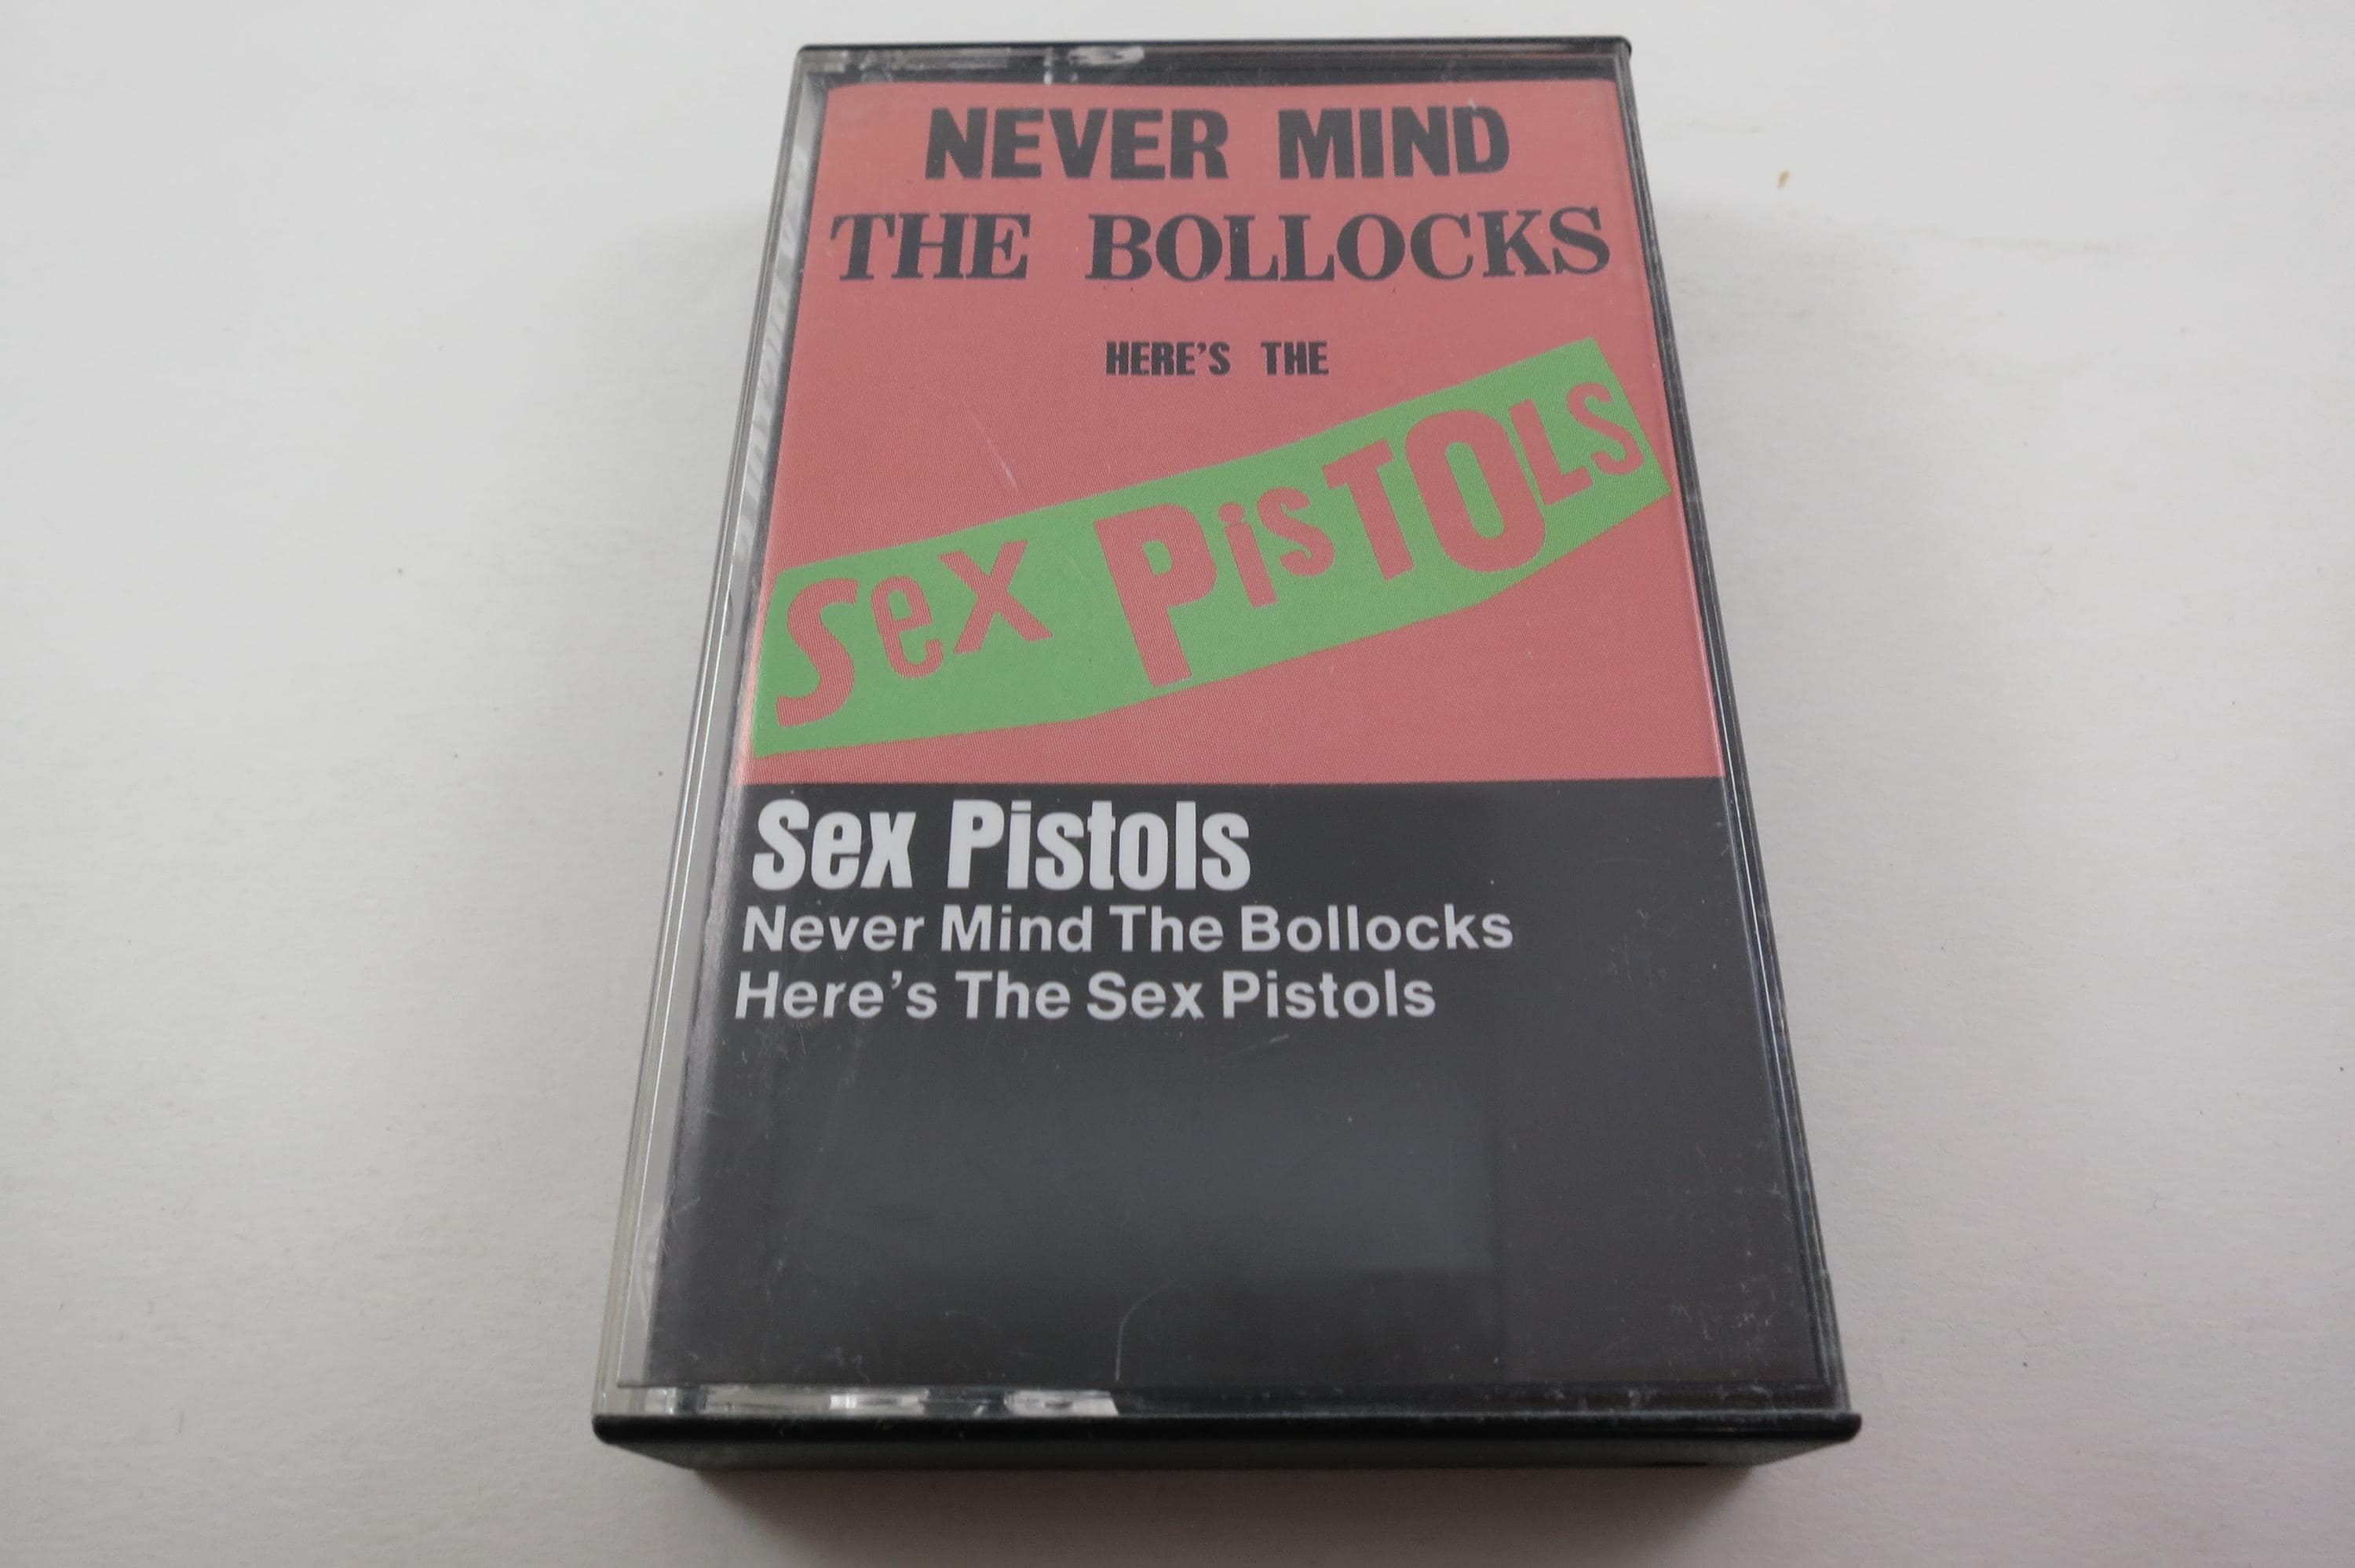 NEVER MIND
THE BOLLOCKS
HERE'S THE
Sex PisTOLS
Sex Pistols
Never Mind The Bollocks
Here's The Sex Pistols